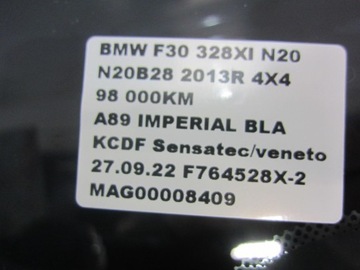 BMW F30 328XI N20
N20B28 2013R 4X4
98 000KM
A89 IMPERIAL BLA
KCDF Sensatec/veneto
27.09.22 F764528X-2
MAG00008409